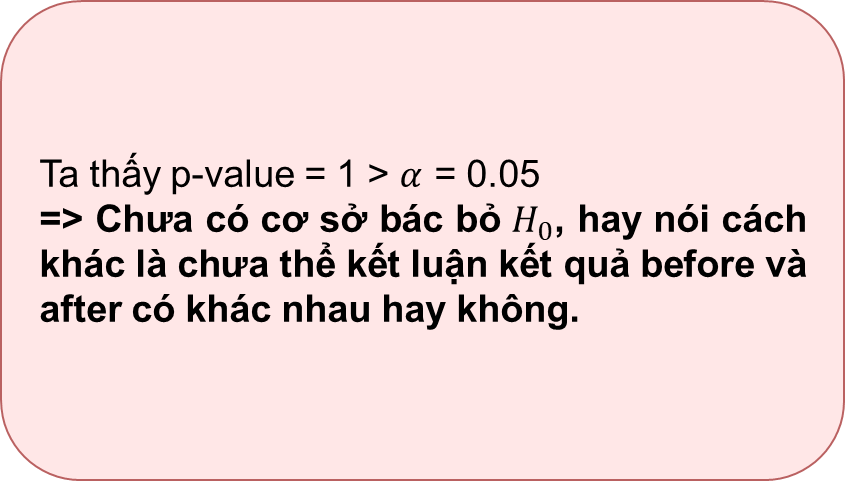 Ta thấy p-value = 1 > 𝛼 = 0.05
=> Chưa có cơ sở bác bỏ 𝐻₀, hay nói cách
khác là chưa thể kết luận kết quả before và
after có khác nhau hay không.